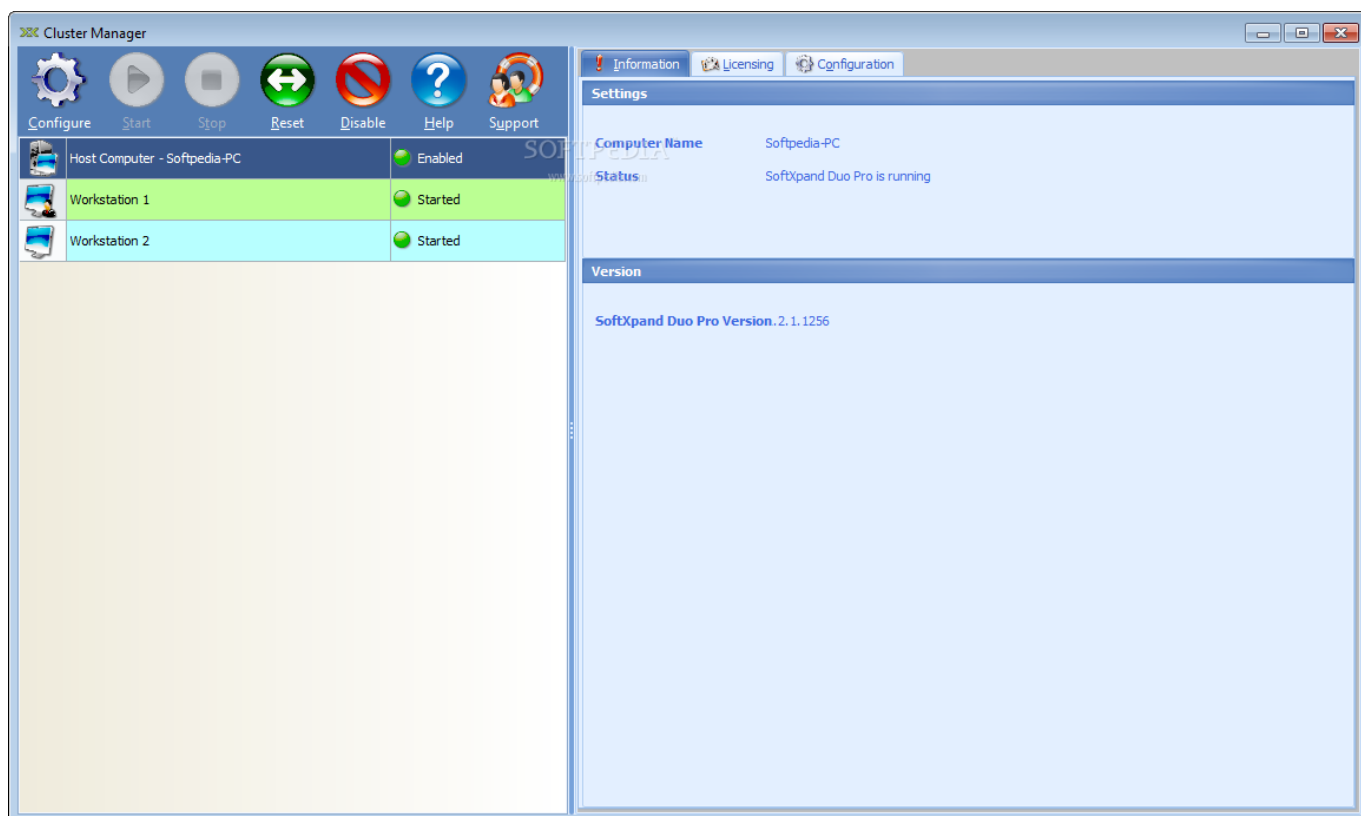 Cluster Manager
Configure Start Stop Reset Disable Help Support
Host Computer - Softpedia-PC Enabled
Workstation 1 Started
Workstation 2 Started
Information Licensing Configuration
Settings
Computer Name Softpedia-PC
Status SoftXpand Duo Pro is running
Version
SoftXpand Duo Pro Version.2.1.1256
SOFTPEDIA